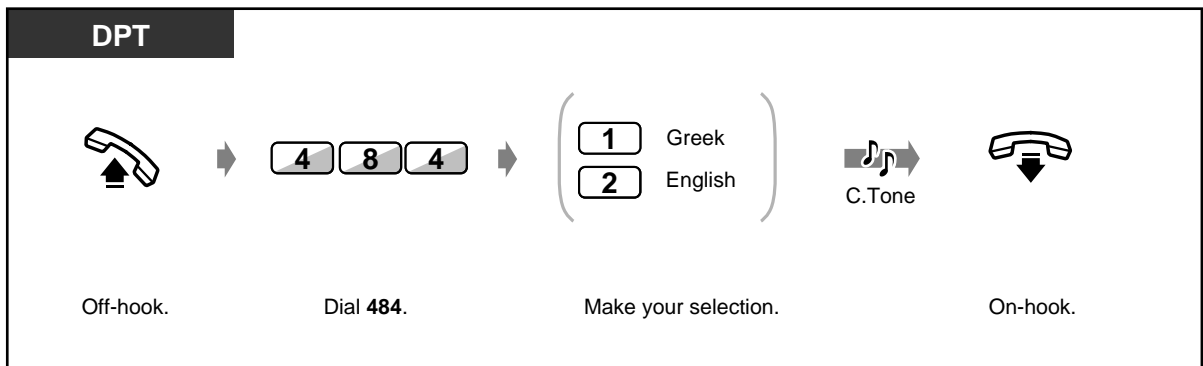 DPT
4 8 4
1 Greek
2 English
C.Tone
Off-hook.
Dial 484.
Make your selection.
On-hook.